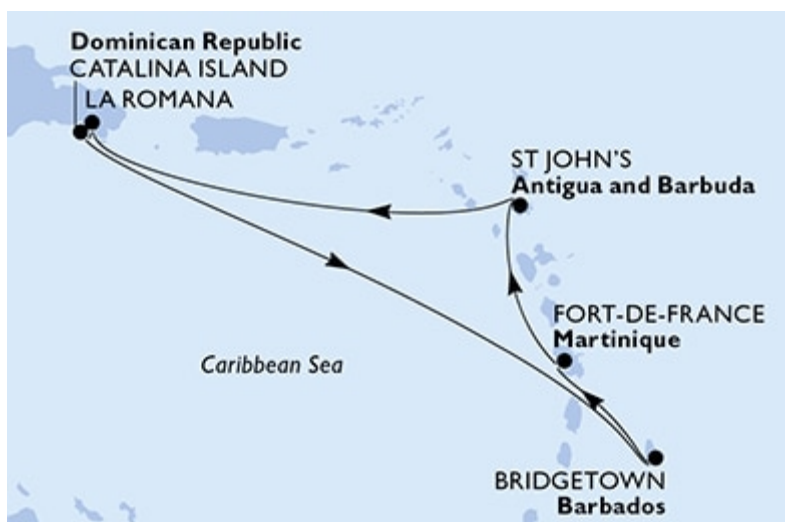 Dominican Republic
CATALINA ISLAND
LA ROMANA
ST JOHN'S
Antigua and Barbuda
FORT-DE-FRANCE
Martinique
Caribbean Sea
BRIDGETOWN
Barbados